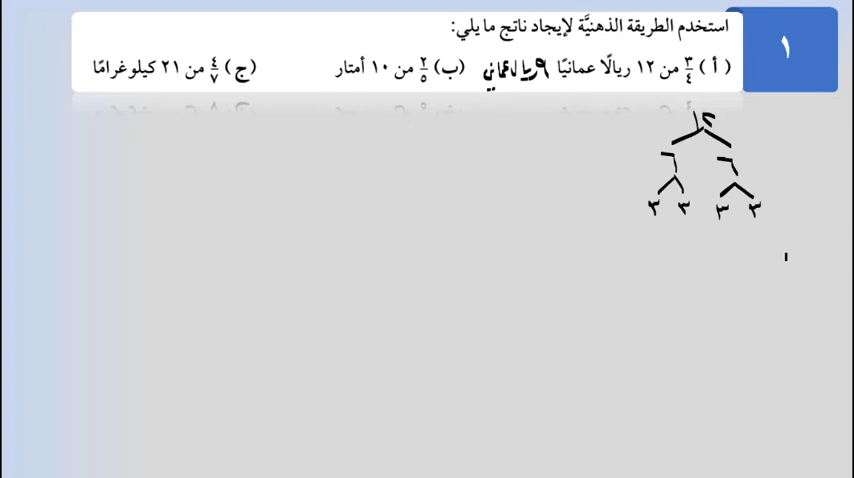 ١
استخدم الطريقة الذهنيَّة لإيجاد ناتج ما يلي:
( أ ) ٣/٤ من ١٢ ريالًا عمانيًا ٩ ريال عماني (ب) ٢/٥ من ١٠ أمتار (ج) ٤/٧ من ٢١ كيلوغرامًا
١٢
٦ ٦
٣ ٣ ٣ ٣